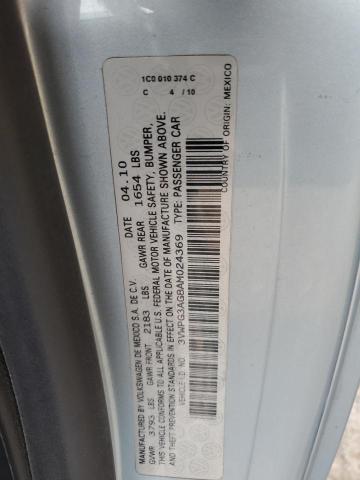 1C0 010 374 C
C 4 / 10
MANUFACTURED BY VOLKSWAGEN DE MEXICO S.A. DE C.V. DATE 04.10
GVWR 3793 LBS GAWR FRONT 2183 LBS GAWR REAR 1654 LBS
THIS VEHICLE CONFORMS TO ALL APPLICABLE U.S. FEDERAL MOTOR VEHICLE SAFETY, BUMPER,
AND THEFT PREVENTION STANDARDS IN EFFECT ON THE DATE OF MANUFACTURE SHOWN ABOVE.
VEHICLE I.D. NO. 3VWPG3AG8AM024369 TYPE: PASSENGER CAR
COUNTRY OF ORIGIN: MEXICO